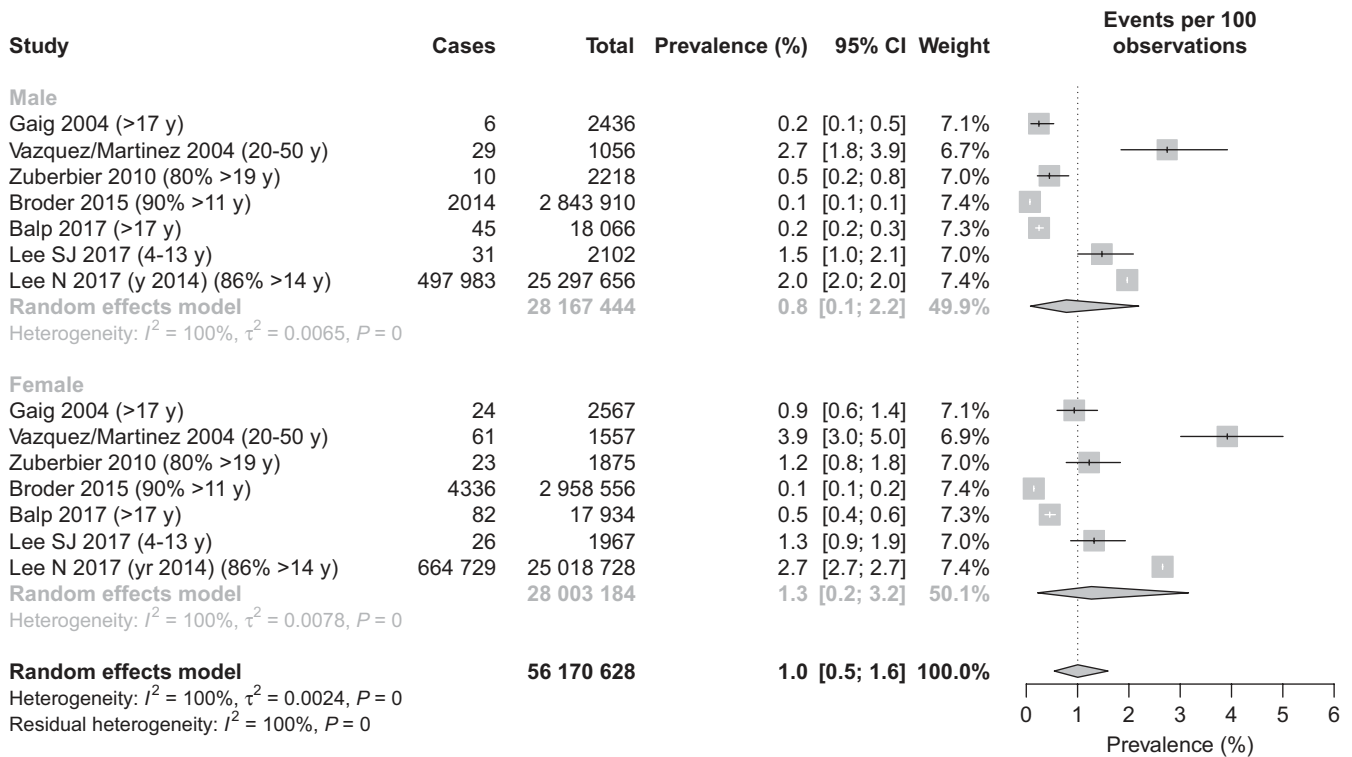 Study Cases Total Prevalence (%) 95% CI Weight Events per 100 observations
Male
Gaig 2004 (>17 y) 6 2436 0.2 [0.1; 0.5] 7.1%
Vazquez/Martinez 2004 (20-50 y) 29 1056 2.7 [1.8; 3.9] 6.7%
Zuberbier 2010 (80% >19 y) 10 2218 0.5 [0.2; 0.8] 7.0%
Broder 2015 (90% >11 y) 2014 2 843 910 0.1 [0.1; 0.1] 7.4%
Balp 2017 (>17 y) 45 18 066 0.2 [0.2; 0.3] 7.3%
Lee SJ 2017 (4-13 y) 31 2102 1.5 [1.0; 2.1] 7.0%
Lee N 2017 (y 2014) (86% >14 y) 497 983 25 297 656 2.0 [2.0; 2.0] 7.4%
Random effects model 28 167 444 0.8 [0.1; 2.2] 49.9%
Heterogeneity: I² = 100%, τ² = 0.0065, P = 0
Female
Gaig 2004 (>17 y) 24 2567 0.9 [0.6; 1.4] 7.1%
Vazquez/Martinez 2004 (20-50 y) 61 1557 3.9 [3.0; 5.0] 6.9%
Zuberbier 2010 (80% >19 y) 23 1875 1.2 [0.8; 1.8] 7.0%
Broder 2015 (90% >11 y) 4336 2 958 556 0.1 [0.1; 0.2] 7.4%
Balp 2017 (>17 y) 82 17 934 0.5 [0.4; 0.6] 7.3%
Lee SJ 2017 (4-13 y) 26 1967 1.3 [0.9; 1.9] 7.0%
Lee N 2017 (yr 2014) (86% >14 y) 664 729 25 018 728 2.7 [2.7; 2.7] 7.4%
Random effects model 28 003 184 1.3 [0.2; 3.2] 50.1%
Heterogeneity: I² = 100%, τ² = 0.0078, P = 0
Random effects model 56 170 628 1.0 [0.5; 1.6] 100.0%
Heterogeneity: I² = 100%, τ² = 0.0024, P = 0
Residual heterogeneity: I² = 100%, P = 0
0 1 2 3 4 5 6
Prevalence (%)